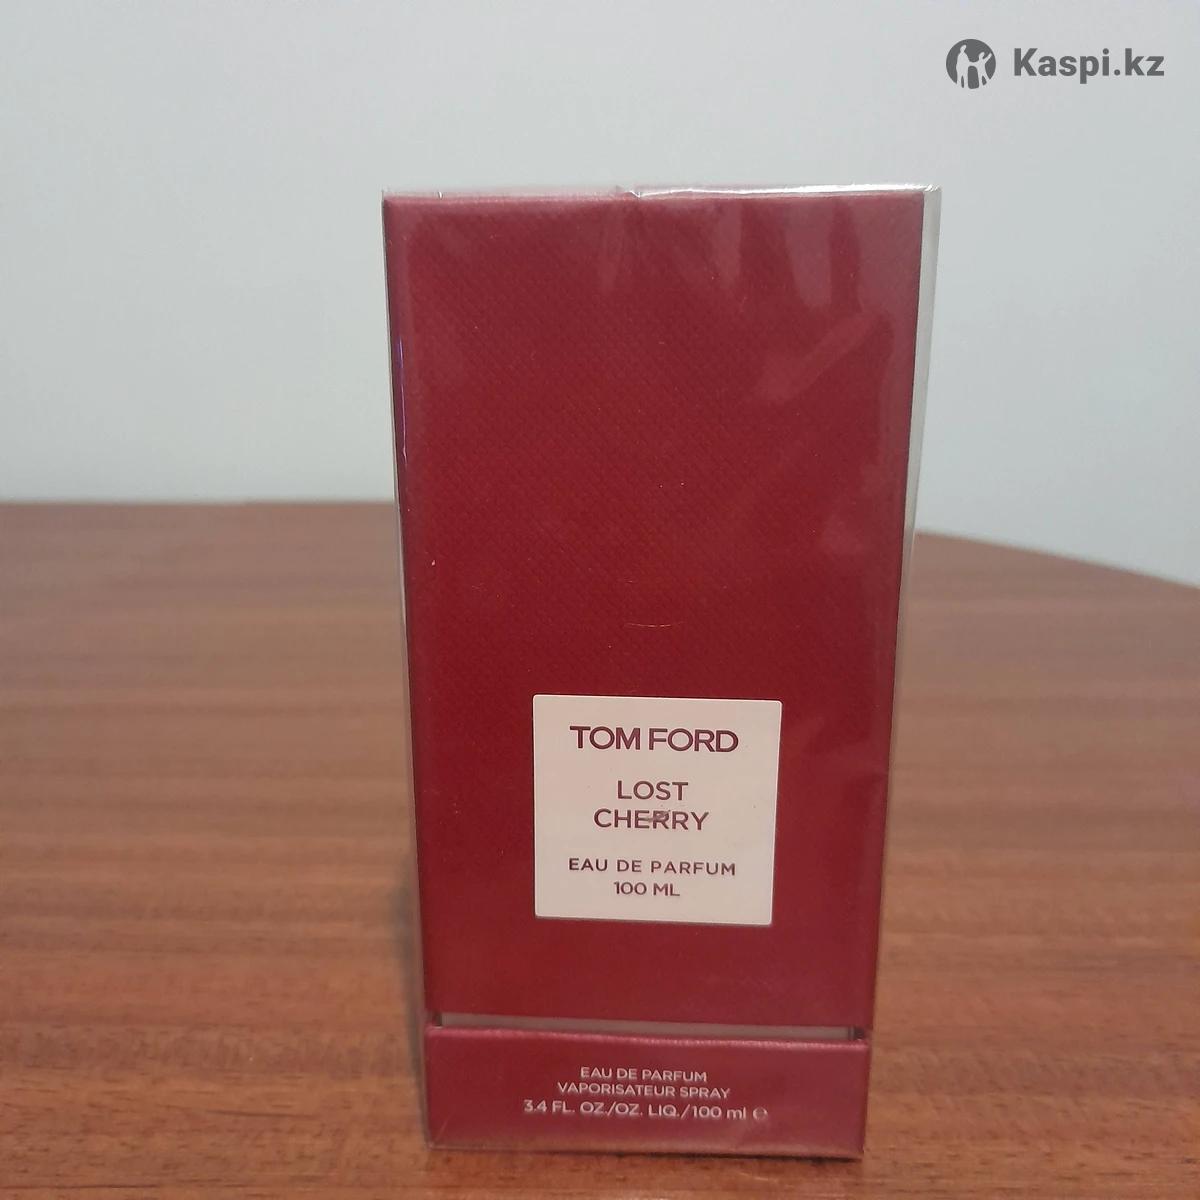 Kaspi.kz
TOM FORD
LOST
CHERRY
EAU DE PARFUM
100 ML
EAU DE PARFUM
VAPORISATEUR SPRAY
3.4 FL. OZ./OZ. LIQ./100 ml ℮